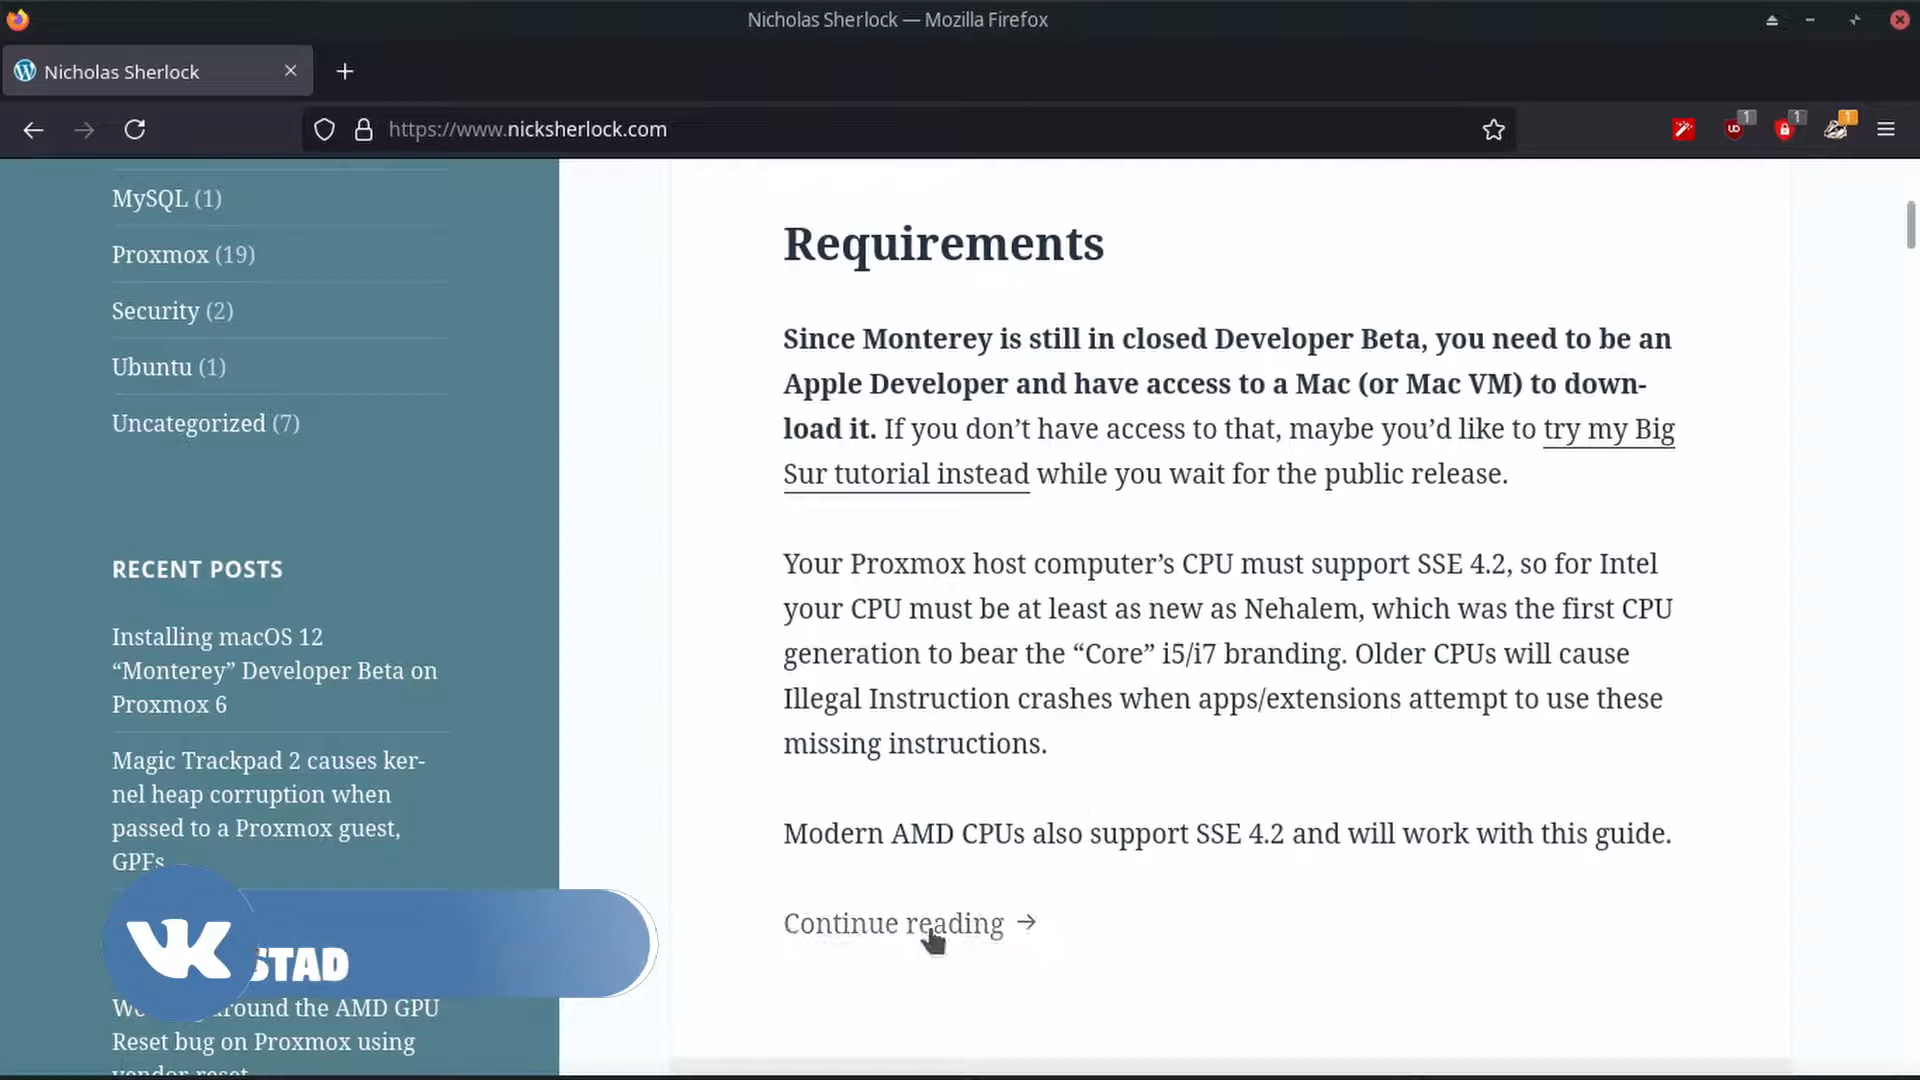 Nicholas Sherlock — Mozilla Firefox
Nicholas Sherlock
https://www.nicksherlock.com
1
1
1
MySQL (1)
Proxmox (19)
Security (2)
Ubuntu (1)
Uncategorized (7)
RECENT POSTS
Installing macOS 12
“Monterey” Developer Beta on
Proxmox 6
Magic Trackpad 2 causes ker-
nel heap corruption when
passed to a Proxmox guest,
GPFs
STAD
around the AMD GPU
Reset bug on Proxmox using
vendor-reset
Requirements
Since Monterey is still in closed Developer Beta, you need to be an
Apple Developer and have access to a Mac (or Mac VM) to down-
load it. If you don’t have access to that, maybe you’d like to try my Big
Sur tutorial instead while you wait for the public release.
Your Proxmox host computer’s CPU must support SSE 4.2, so for Intel
your CPU must be at least as new as Nehalem, which was the first CPU
generation to bear the “Core” i5/i7 branding. Older CPUs will cause
Illegal Instruction crashes when apps/extensions attempt to use these
missing instructions.
Modern AMD CPUs also support SSE 4.2 and will work with this guide.
Continue reading →